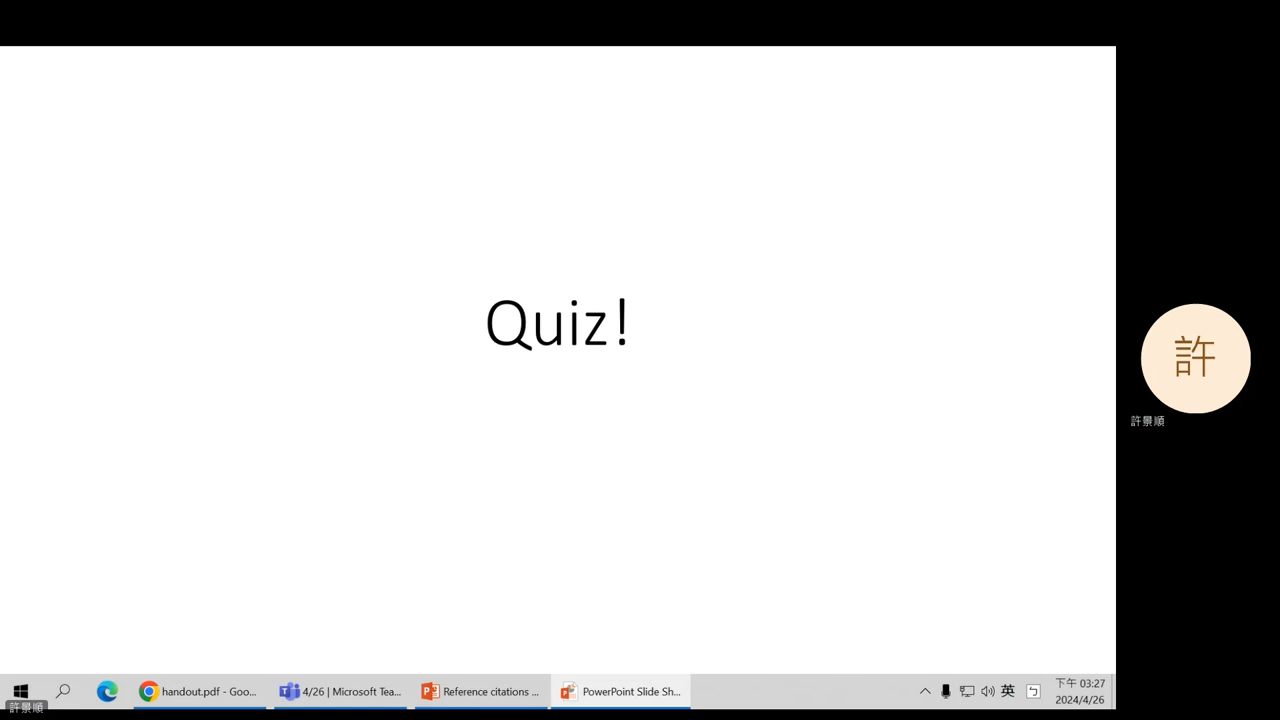 Quiz!
許
許景順
handout.pdf - Goo...
4/26 | Microsoft Tea...
Reference citations ...
PowerPoint Slide Sh...
英
ㄅ
下午 03:27
2024/4/26
許景順